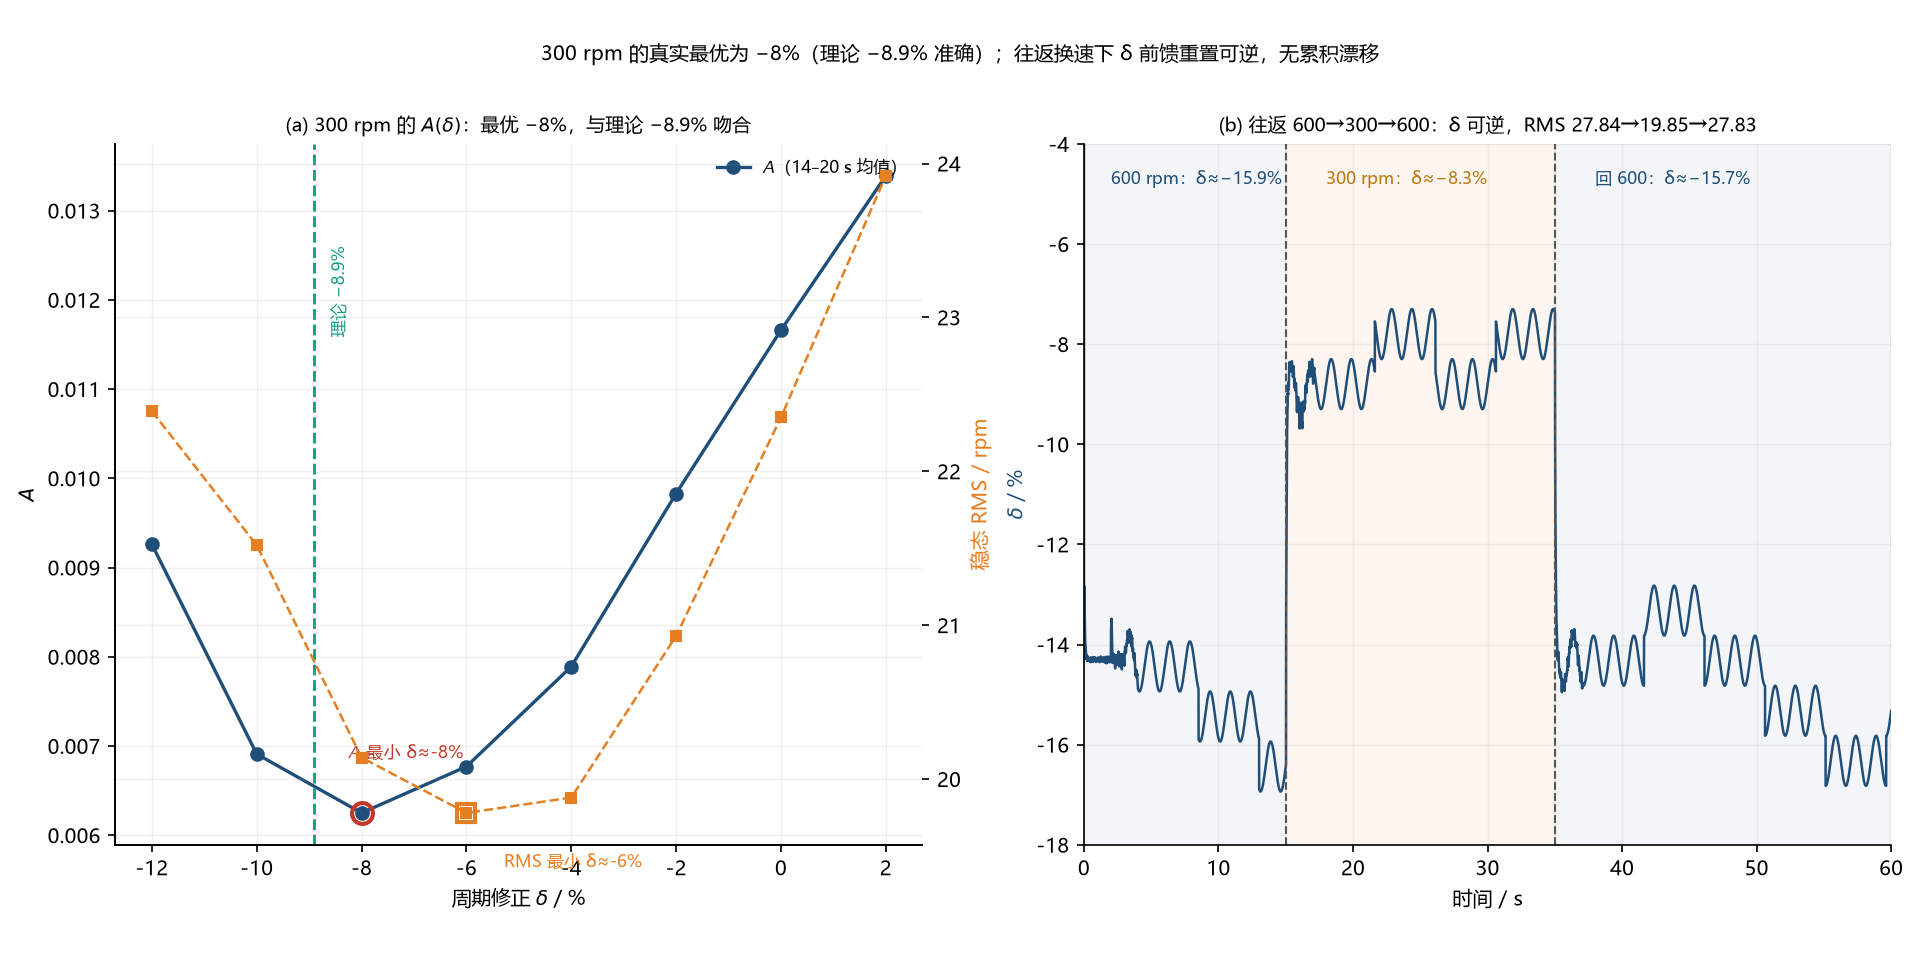 300 rpm 的真实最优为 −8%（理论 −8.9% 准确）；往返换速下 δ 前馈重置可逆，无累积漂移
(a) 300 rpm 的 A(δ)：最优 −8%，与理论 −8.9% 吻合
A（14–20 s 均值）
理论 −8.9%
A 最小 δ≈-8%
RMS 最小 δ≈-6%
0.013
0.012
0.011
0.010
0.009
0.008
0.007
0.006
A
24
23
22
21
20
稳态 RMS / rpm
-12 -10 -8 -6 -4 -2 0 2
周期修正 δ / %
(b) 往返 600→300→600：δ 可逆，RMS 27.84→19.85→27.83
600 rpm：δ≈−15.9% 300 rpm：δ≈−8.3% 回 600：δ≈−15.7%
-4
-6
-8
-10
-12
-14
-16
-18
δ / %
0 10 20 30 40 50 60
时间 / s